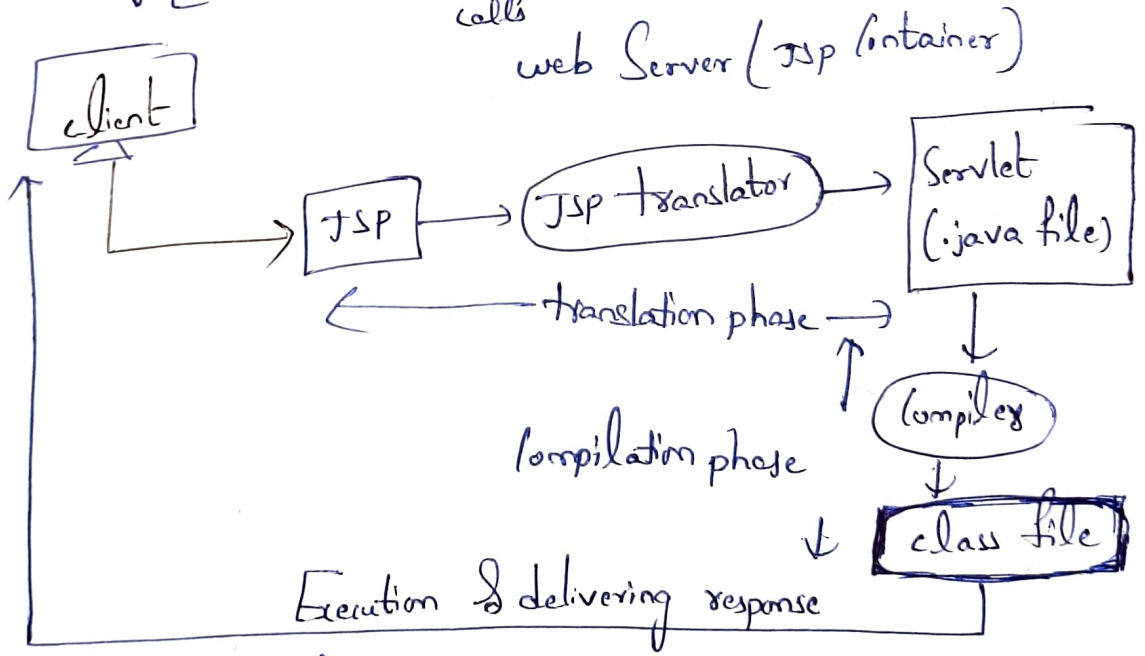 calls
web Server (JSP Container)
client
JSP
JSP translator
Servlet
(.java file)
translation phase
Compiler
Compilation phase
class file
Execution & delivering response